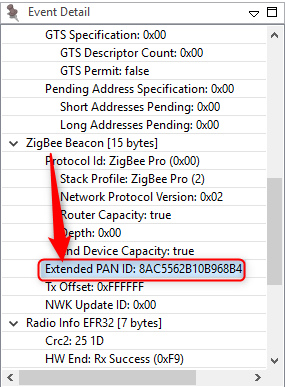 Event Detail
GTS Specification: 0x00
GTS Descriptor Count: 0x00
GTS Permit: false
Pending Address Specification: 0x00
Short Addresses Pending: 0x00
Long Addresses Pending: 0x00
ZigBee Beacon [15 bytes]
Protocol Id: ZigBee Pro (0x00)
Stack Profile: ZigBee Pro (2)
Network Protocol Version: 0x02
Router Capacity: true
Depth: 0x00
End Device Capacity: true
Extended PAN ID: 8AC5562B10B968B4
Tx Offset: 0xFFFFFF
NWK Update ID: 0x00
Radio Info EFR32 [7 bytes]
Crc2: 25 1D
HW End: Rx Success (0xF9)